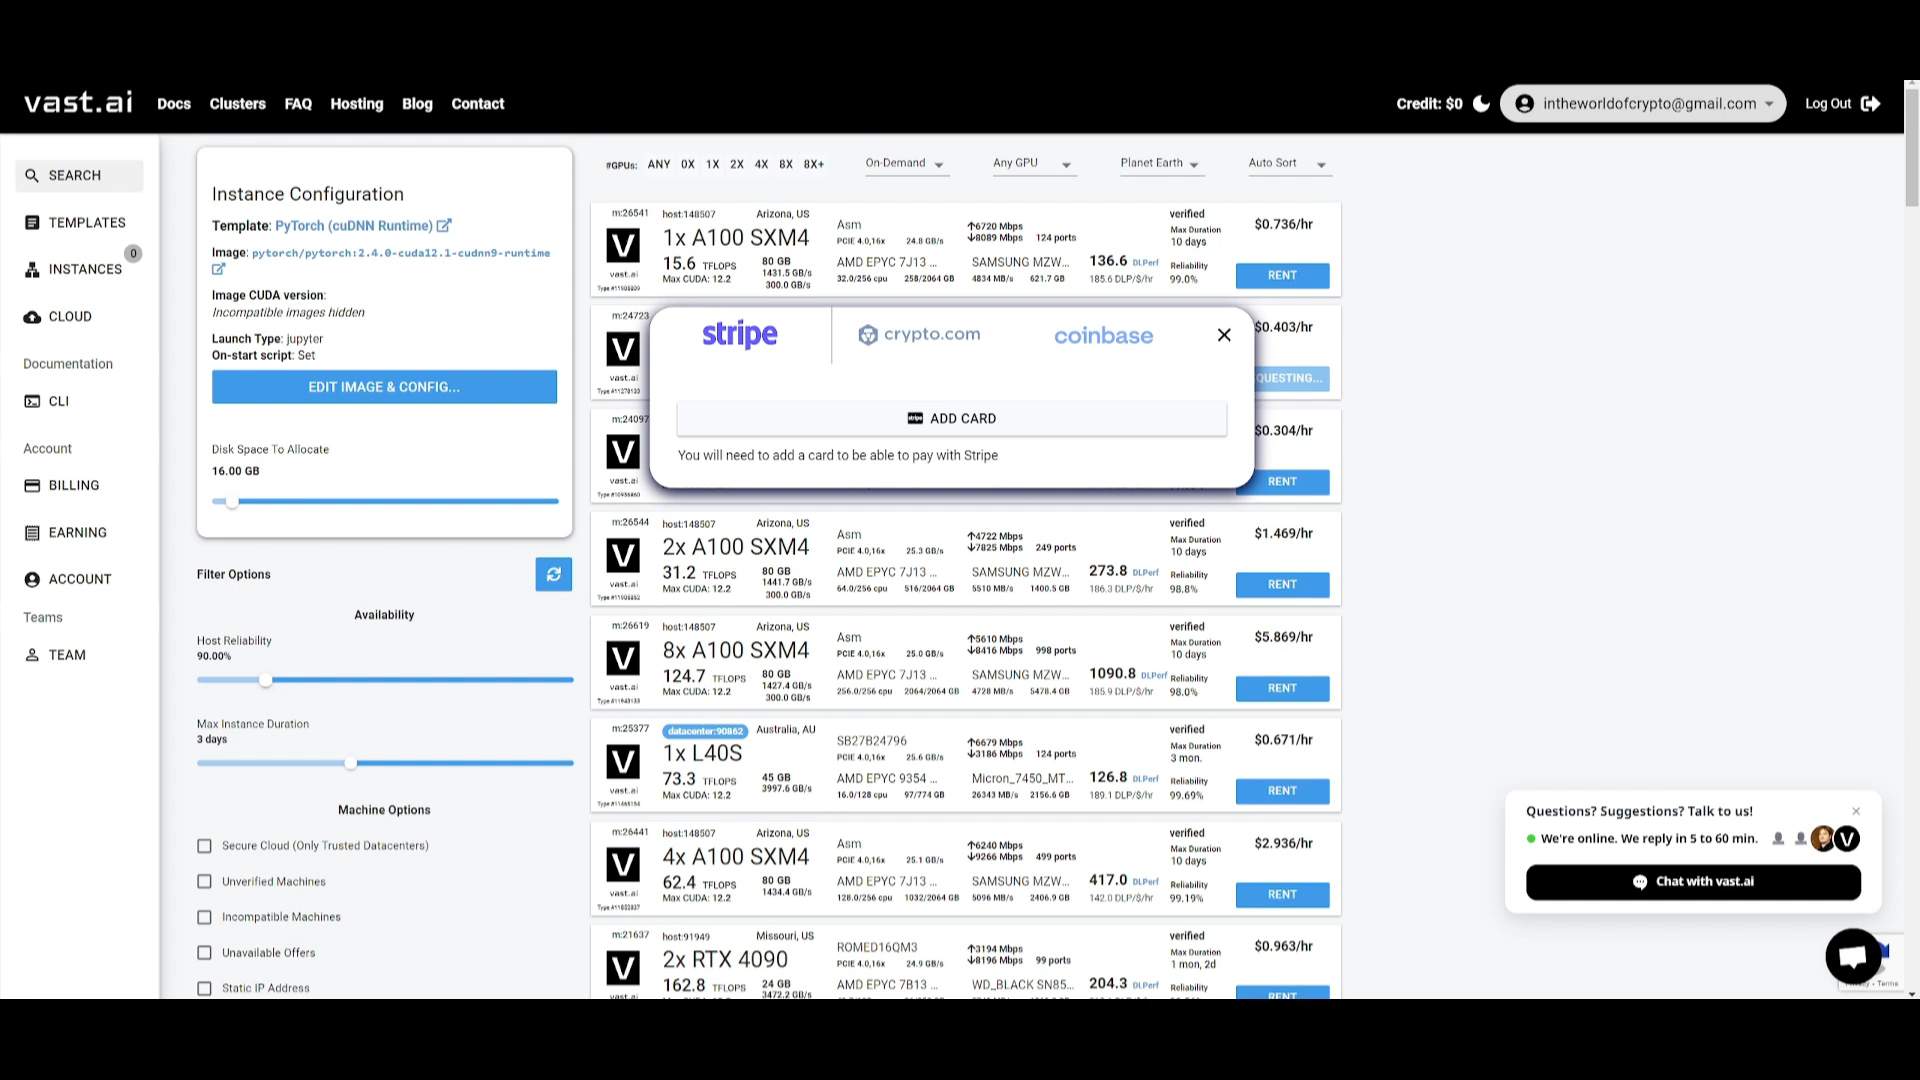 vast.ai
Docs Clusters FAQ Hosting Blog Contact
Credit: $0
intheworldofcrypto@gmail.com
Log Out
SEARCH
TEMPLATES
0
INSTANCES
CLOUD
Documentation
CLI
Account
BILLING
EARNING
ACCOUNT
Teams
TEAM
Instance Configuration
Template: PyTorch (cuDNN Runtime)
Image: pytorch/pytorch:2.4.0-cuda12.1-cudnn9-runtime
Image CUDA version:
Incompatible images hidden
Launch Type: jupyter
On-start script: Set
EDIT IMAGE & CONFIG...
Disk Space To Allocate
16.00 GB
Filter Options
Availability
Host Reliability
90.00%
Max Instance Duration
3 days
Machine Options
Secure Cloud (Only Trusted Datacenters)
Unverified Machines
Incompatible Machines
Unavailable Offers
Static IP Address
#GPUs: ANY 0X 1X 2X 4X 8X 8X+
On-Demand
Any GPU
Planet Earth
Auto Sort
m:26541 host:148507 Arizona, US verified
1x A100 SXM4 Asm ↑6720 Mbps Max Duration $0.736/hr
PCIE 4.0,16x 24.8 GB/s ↓8089 Mbps 124 ports 10 days
15.6 TFLOPS 80 GB AMD EPYC 7J13 ... SAMSUNG MZW... 136.6 DLPerf Reliability
Max CUDA: 12.2 1431.5 GB/s 32.0/256 cpu 258/2064 GB 4834 MB/s 621.7 GB 185.6 DLP/$/hr 99.0%
300.0 GB/s
vast.ai
RENT
m:24723
$0.403/hr
vast.ai
QUESTING...
stripe
crypto.com
coinbase
ADD CARD
You will need to add a card to be able to pay with Stripe
m:24097
$0.304/hr
vast.ai
RENT
m:26544 host:148507 Arizona, US verified
2x A100 SXM4 Asm ↑4722 Mbps Max Duration $1.469/hr
PCIE 4.0,16x 25.3 GB/s ↓7825 Mbps 249 ports 10 days
31.2 TFLOPS 80 GB AMD EPYC 7J13 ... SAMSUNG MZW... 273.8 DLPerf Reliability
Max CUDA: 12.2 1441.7 GB/s 64.0/256 cpu 516/2064 GB 5510 MB/s 1400.5 GB 186.3 DLP/$/hr 98.8%
300.0 GB/s
vast.ai
RENT
m:26619 host:148507 Arizona, US verified
8x A100 SXM4 Asm ↑5610 Mbps Max Duration $5.869/hr
PCIE 4.0,16x 25.0 GB/s ↓8416 Mbps 998 ports 10 days
124.7 TFLOPS 80 GB AMD EPYC 7J13 ... SAMSUNG MZW... 1090.8 DLPerf Reliability
Max CUDA: 12.2 1427.4 GB/s 256.0/256 cpu 2064/2064 GB 4728 MB/s 5478.4 GB 185.9 DLP/$/hr 98.0%
300.0 GB/s
vast.ai
RENT
m:25377 datacenter:90862 Australia, AU verified
1x L40S SB27B24796 ↑6679 Mbps Max Duration $0.671/hr
PCIE 4.0,16x 25.6 GB/s ↓3186 Mbps 124 ports 3 mon.
73.3 TFLOPS 45 GB AMD EPYC 9354 ... Micron_7450_MT... 126.8 DLPerf Reliability
Max CUDA: 12.2 3997.6 GB/s 16.0/128 cpu 97/774 GB 26343 MB/s 2156.6 GB 189.1 DLP/$/hr 99.69%
vast.ai
RENT
m:26441 host:148507 Arizona, US verified
4x A100 SXM4 Asm ↑6240 Mbps Max Duration $2.936/hr
PCIE 4.0,16x 25.1 GB/s ↓9266 Mbps 499 ports 10 days
62.4 TFLOPS 80 GB AMD EPYC 7J13 ... SAMSUNG MZW... 417.0 DLPerf Reliability
Max CUDA: 12.2 1434.4 GB/s 128.0/256 cpu 1032/2064 GB 5096 MB/s 2406.9 GB 142.0 DLP/$/hr 99.19%
vast.ai
RENT
m:21637 host:91949 Missouri, US verified
2x RTX 4090 ROMED16QM3 ↑3194 Mbps Max Duration $0.963/hr
PCIE 4.0,16x 24.9 GB/s ↓8196 Mbps 99 ports 1 mon, 2d
162.8 TFLOPS 24 GB AMD EPYC 7B13 ... WD_BLACK SN85... 204.3 DLPerf Reliability
3472.2 GB/s
RENT
Questions? Suggestions? Talk to us!
We're online. We reply in 5 to 60 min.
Chat with vast.ai
Terms